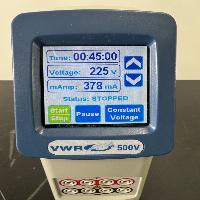 Time: 00:45:00
Voltage: 225 V
mAmp: 378 mA
Status: STOPPED
Start Stop Pause Constant Voltage
VWR 500V